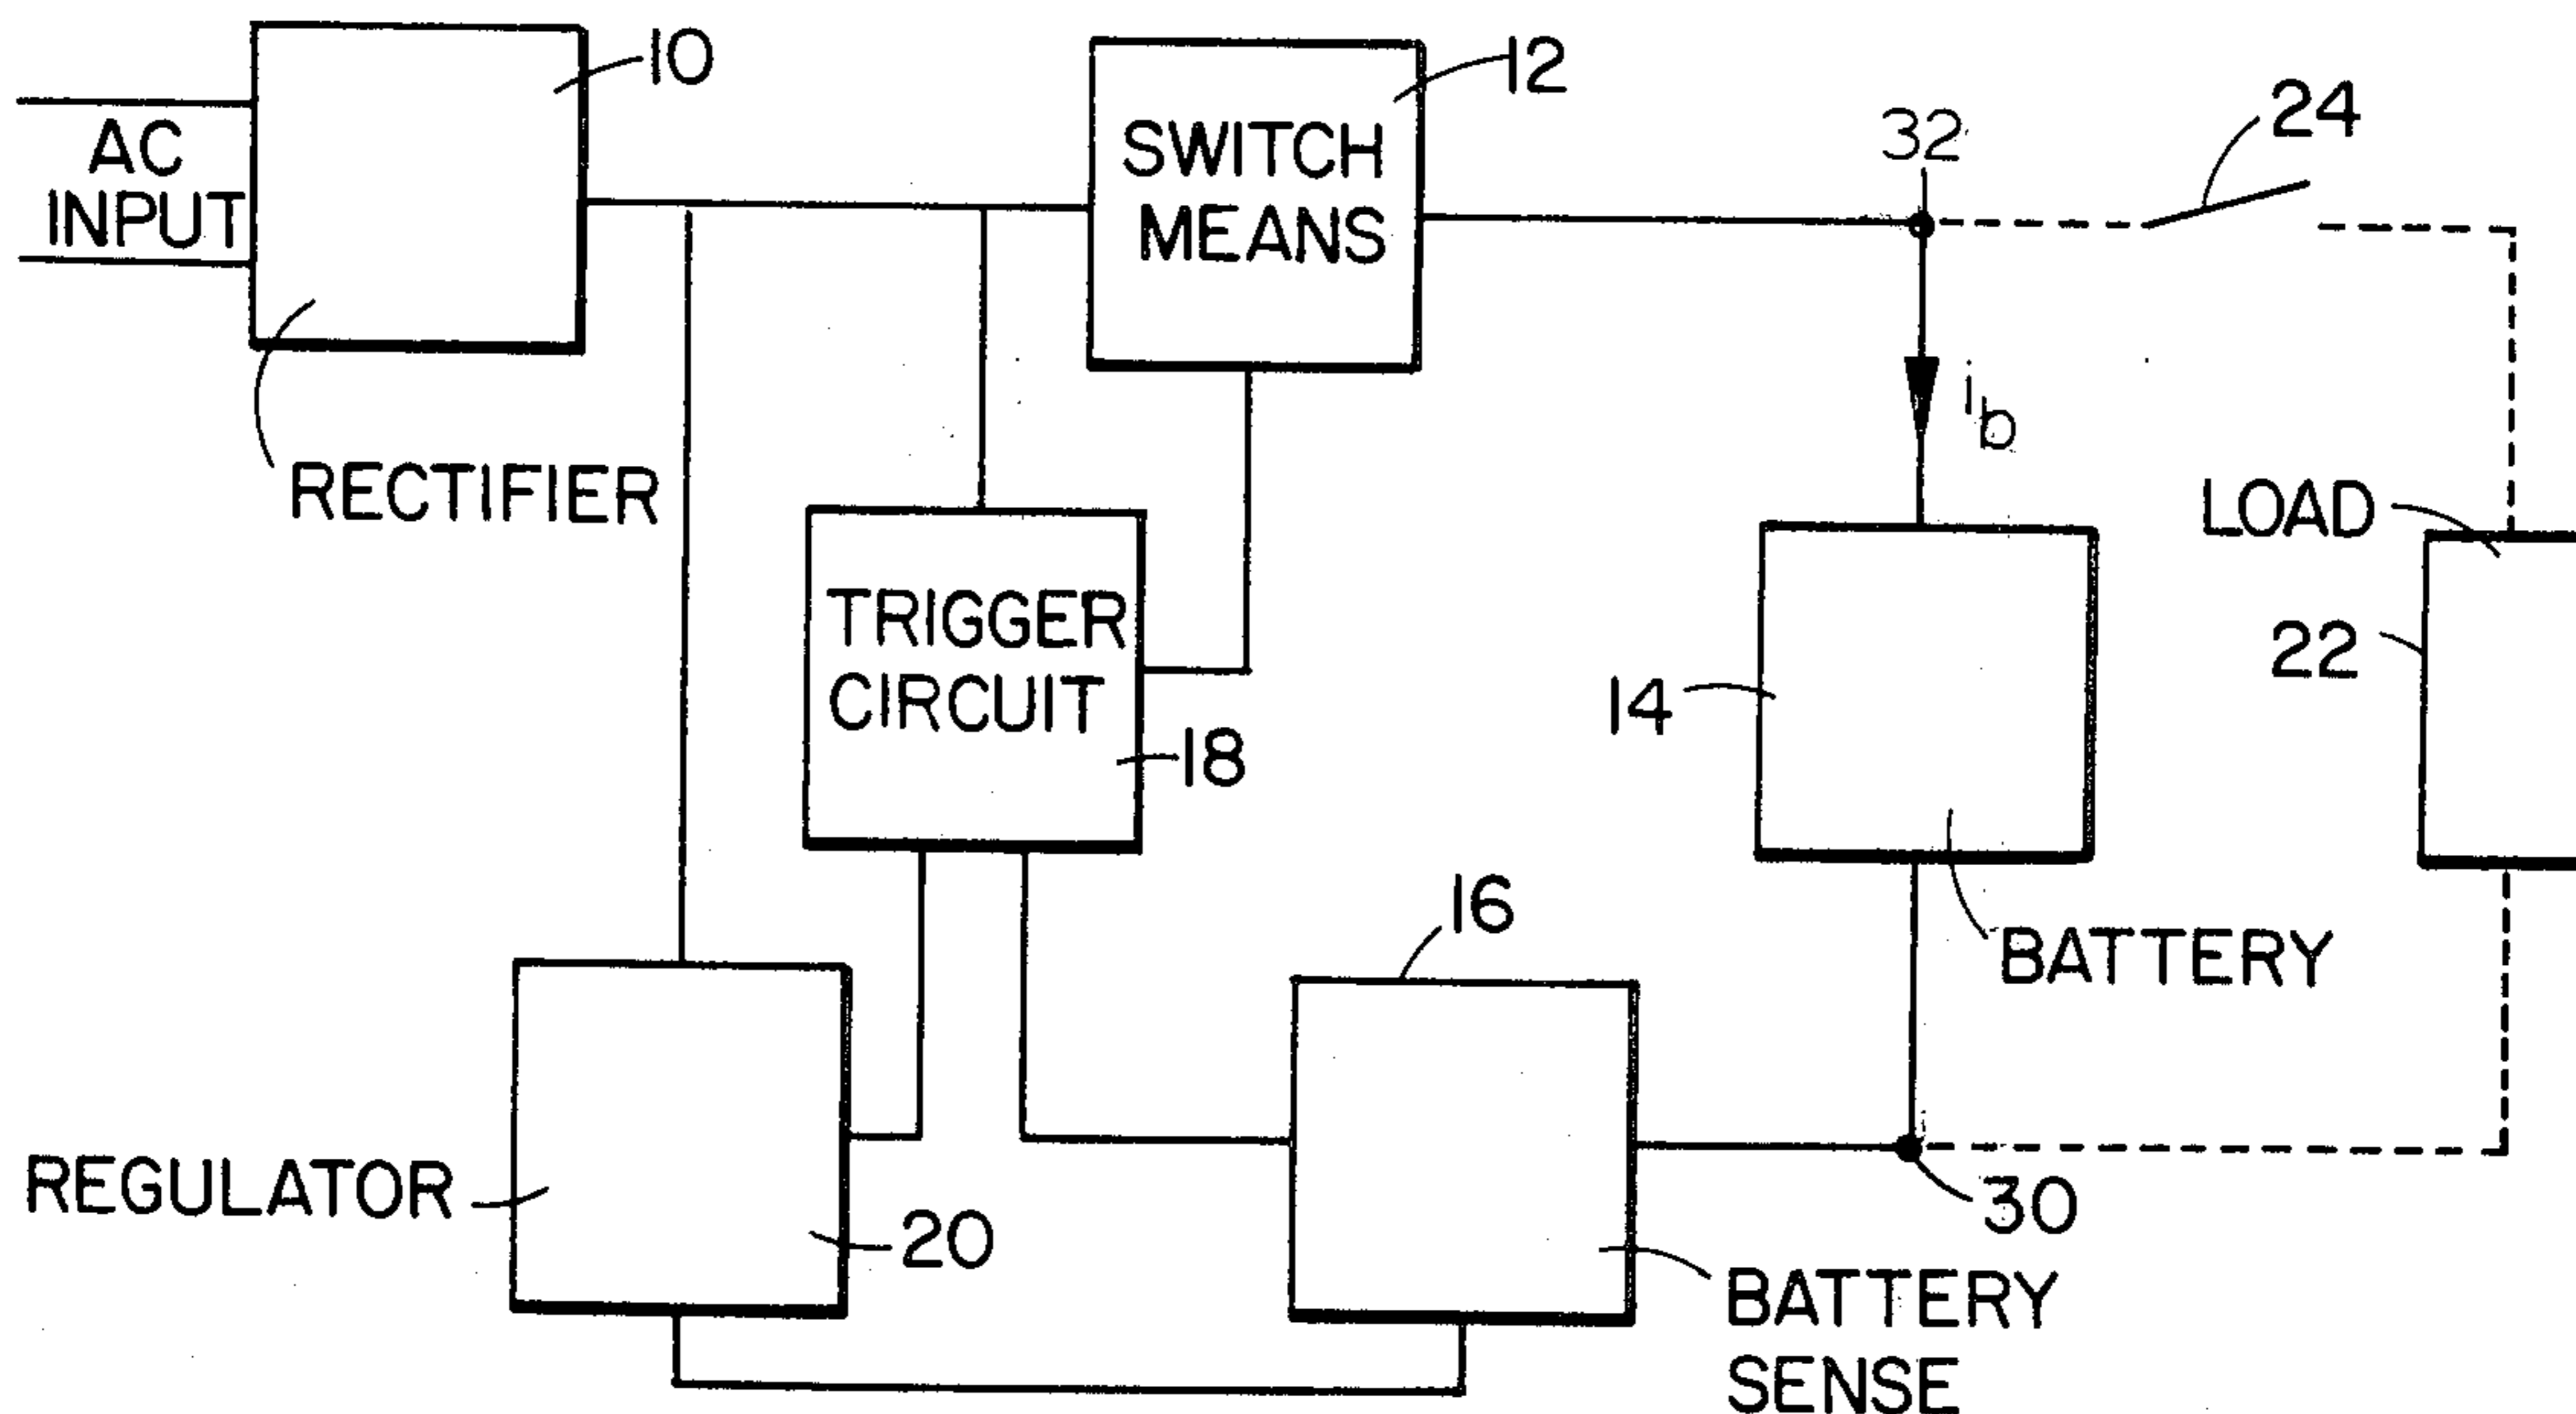 10
12
24
32
AC
INPUT
SWITCH
MEANS
RECTIFIER
ib
LOAD
22
TRIGGER
CIRCUIT
18
14
16
BATTERY
REGULATOR
20
30
BATTERY
SENSE